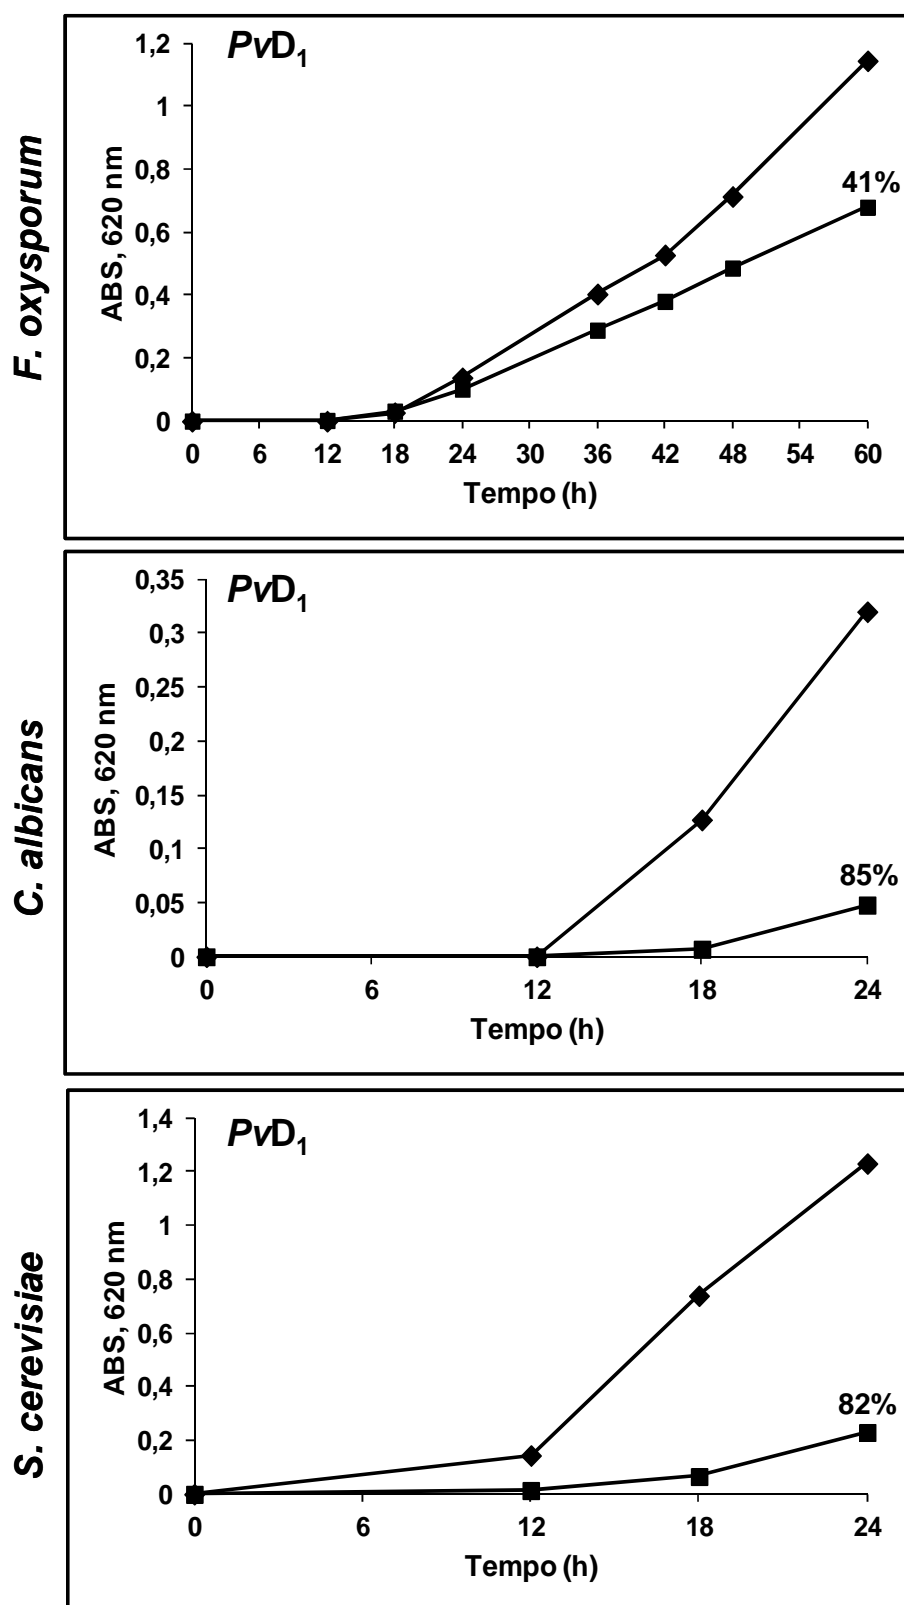 F. oxysporum
PvD₁
ABS, 620 nm
1,2
1
0,8
0,6
0,4
0,2
0
41%
0 6 12 18 24 30 36 42 48 54 60
Tempo (h)
C. albicans
PvD₁
ABS, 620 nm
0,35
0,3
0,25
0,2
0,15
0,1
0,05
0
85%
0 6 12 18 24
Tempo (h)
S. cerevisiae
PvD₁
ABS, 620 nm
1,4
1,2
1
0,8
0,6
0,4
0,2
0
82%
0 6 12 18 24
Tempo (h)